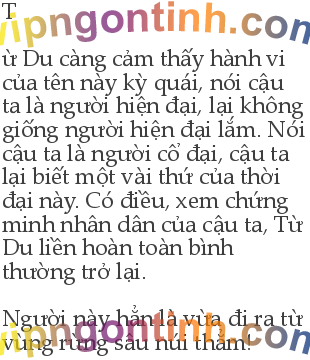 T
vipngontinh.com
ừ Du càng cảm thấy hành vi
của tên này kỳ quái, nói cậu
ta là người hiện đại, lại không
giống người hiện đại lắm. Nói
cậu ta là người cổ đại, cậu ta
lại biết một vài thứ của thời
đại này. Có điều, xem chứng
minh nhân dân của cậu ta, Từ
Du liền hoàn toàn bình
thường trở lại.
Người này hẳn là vừa đi ra từ
vùng rừng sâu núi thẳm!
vipngontinh.com